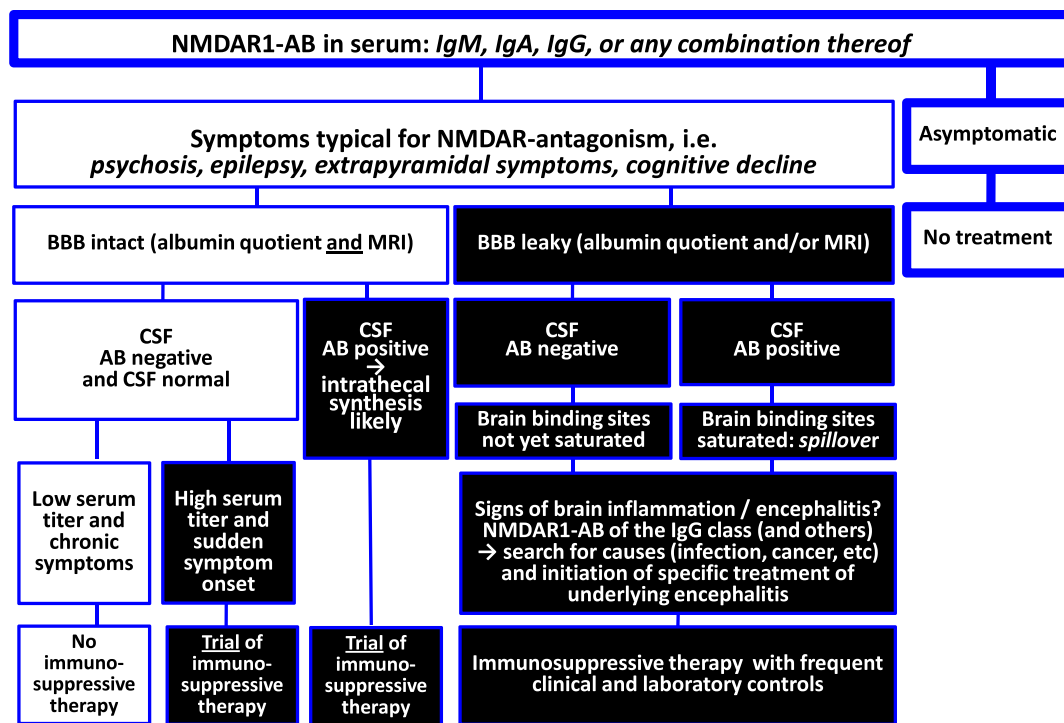 NMDAR1-AB in serum: IgM, IgA, IgG, or any combination thereof
Symptoms typical for NMDAR-antagonism, i.e.
psychosis, epilepsy, extrapyramidal symptoms, cognitive decline
Asymptomatic
No treatment
BBB intact (albumin quotient and MRI)
BBB leaky (albumin quotient and/or MRI)
CSF
AB negative
and CSF normal
CSF
AB positive
→
intrathecal
synthesis
likely
CSF
AB negative
CSF
AB positive
Brain binding sites
not yet saturated
Brain binding sites
saturated: spillover
Low serum
titer and
chronic
symptoms
High serum
titer and
sudden
symptom
onset
Signs of brain inflammation / encephalitis?
NMDAR1-AB of the IgG class (and others)
→ search for causes (infection, cancer, etc)
and initiation of specific treatment of
underlying encephalitis
No
immuno-
suppressive
therapy
Trial of
immuno-
suppressive
therapy
Trial of
immuno-
suppressive
therapy
Immunosuppressive therapy with frequent
clinical and laboratory controls